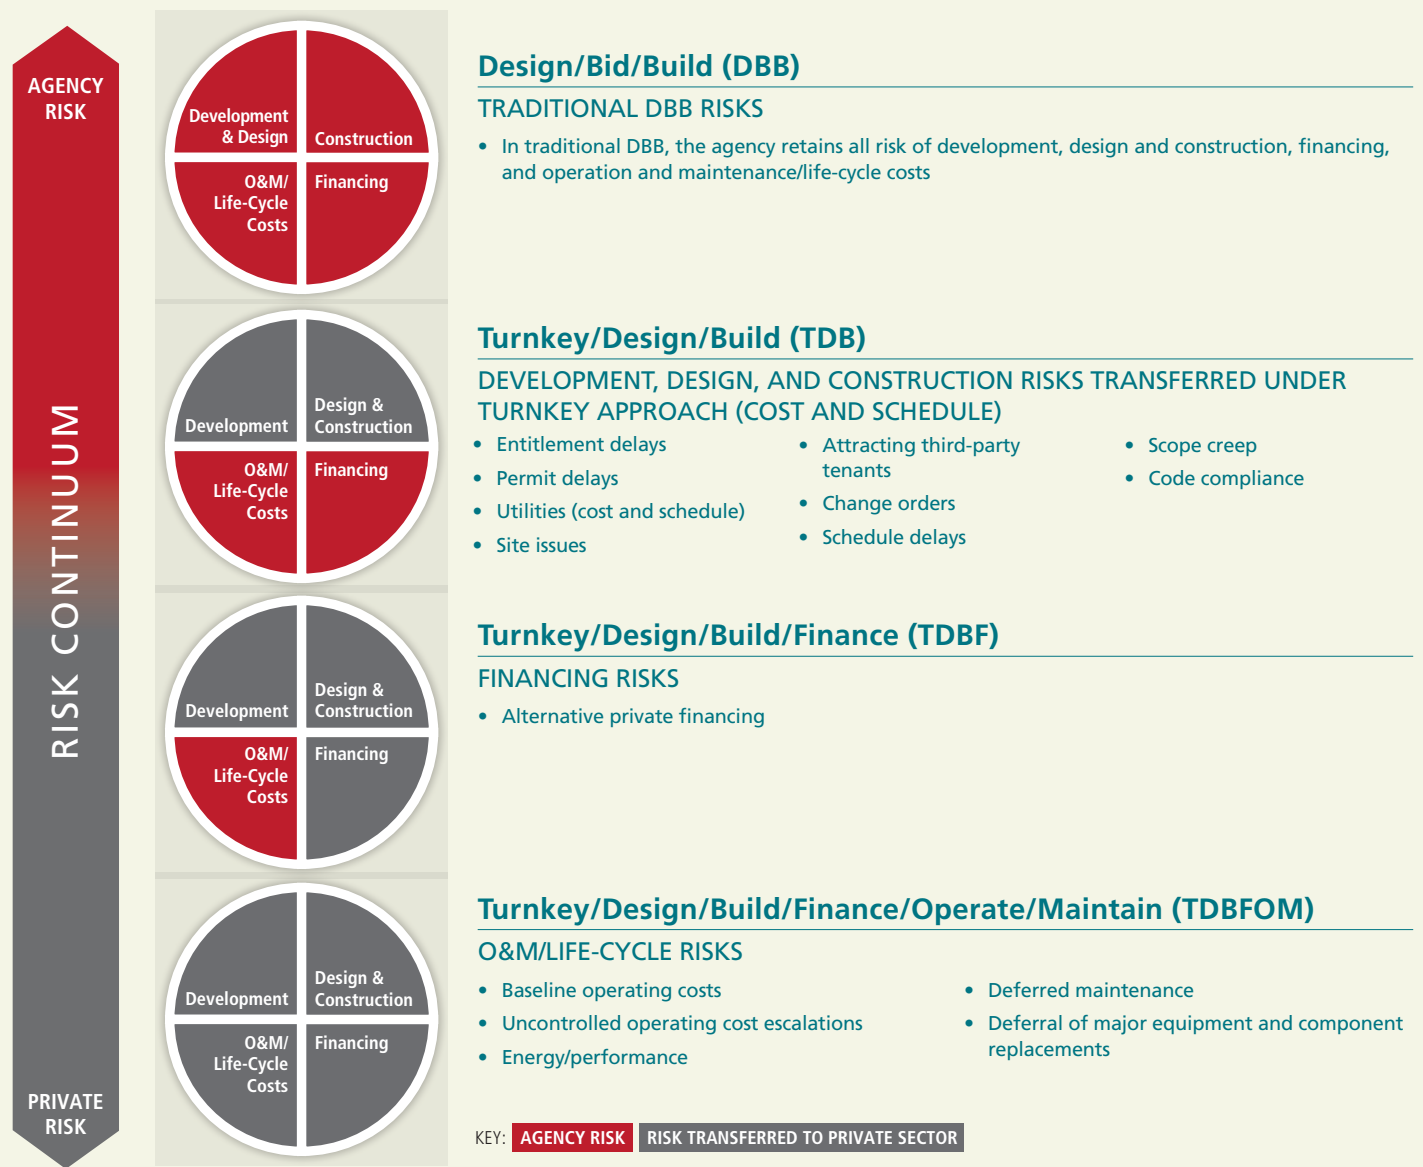 AGENCY
RISK
RISK CONTINUUM
PRIVATE
RISK
Development
& Design
Construction
O&M/
Life-Cycle
Costs
Financing
Design/Bid/Build (DBB)
TRADITIONAL DBB RISKS
• In traditional DBB, the agency retains all risk of development, design and construction, financing,
and operation and maintenance/life-cycle costs
Development
Design &
Construction
O&M/
Life-Cycle
Costs
Financing
Turnkey/Design/Build (TDB)
DEVELOPMENT, DESIGN, AND CONSTRUCTION RISKS TRANSFERRED UNDER
TURNKEY APPROACH (COST AND SCHEDULE)
• Entitlement delays
• Permit delays
• Utilities (cost and schedule)
• Site issues
• Attracting third-party
tenants
• Change orders
• Schedule delays
• Scope creep
• Code compliance
Development
Design &
Construction
O&M/
Life-Cycle
Costs
Financing
Turnkey/Design/Build/Finance (TDBF)
FINANCING RISKS
• Alternative private financing
Development
Design &
Construction
O&M/
Life-Cycle
Costs
Financing
Turnkey/Design/Build/Finance/Operate/Maintain (TDBFOM)
O&M/LIFE-CYCLE RISKS
• Baseline operating costs
• Uncontrolled operating cost escalations
• Energy/performance
• Deferred maintenance
• Deferral of major equipment and component
replacements
KEY: AGENCY RISK RISK TRANSFERRED TO PRIVATE SECTOR